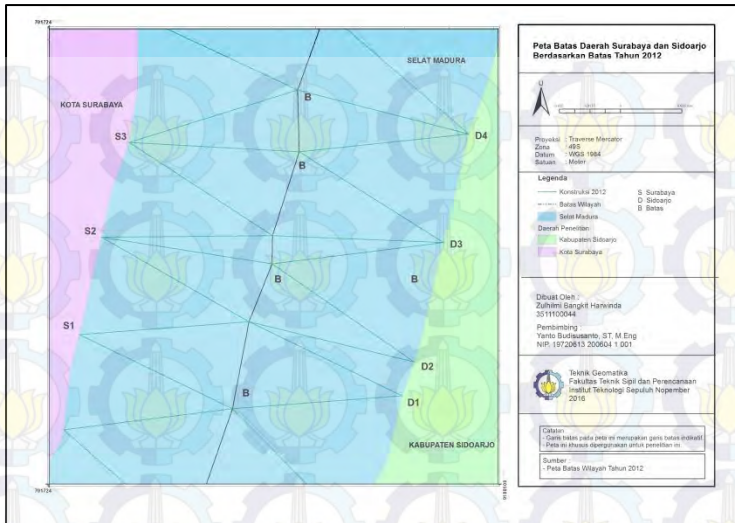 701724
SELAT MADURA
KOTA SURABAYA
B
S3
D4
B
S2
D3
B
B
S1
D2
B
D1
KABUPATEN SIDOARJO
701724
Peta Batas Daerah Surabaya dan Sidoarjo
Berdasarkan Batas Tahun 2012
U
Proyeksi : Traverse Mercator
Zona : 49S
Datum : WGS 1984
Satuan : Meter
Legenda
Konstruksi 2012
Batas Wilayah
Selat Madura
S Surabaya
D Sidoarjo
B Batas
Daerah Penelitian
Kabupaten Sidoarjo
Kota Surabaya
Dibuat Oleh :
Zulhilmi Bangkit Harwinda
3511100044
Pembimbing :
Yanto Budisusanto, ST, M.Eng
NIP. 19720613 200604 1 001
Teknik Geomatika
Fakultas Teknik Sipil dan Perencanaan
Institut Teknologi Sepuluh Nopember
2016
Catatan :
- Garis batas pada peta ini merupakan garis batas indikatif.
- Peta ini khusus dipergunakan untuk penelitian ini.
Sumber :
- Peta Batas Wilayah Tahun 2012